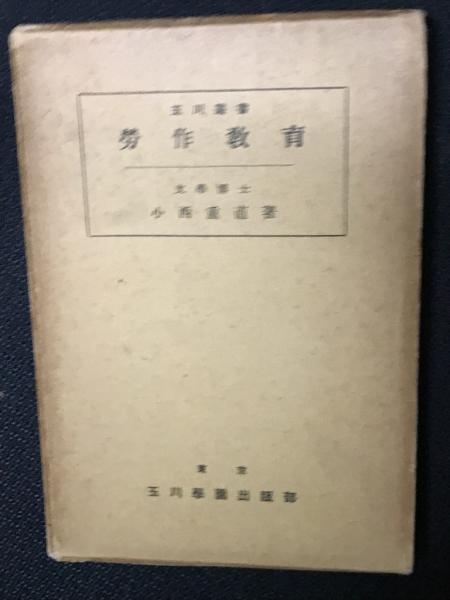 玉川叢書
勞作教育
文學博士
小西重直著
東京
玉川學園出版部